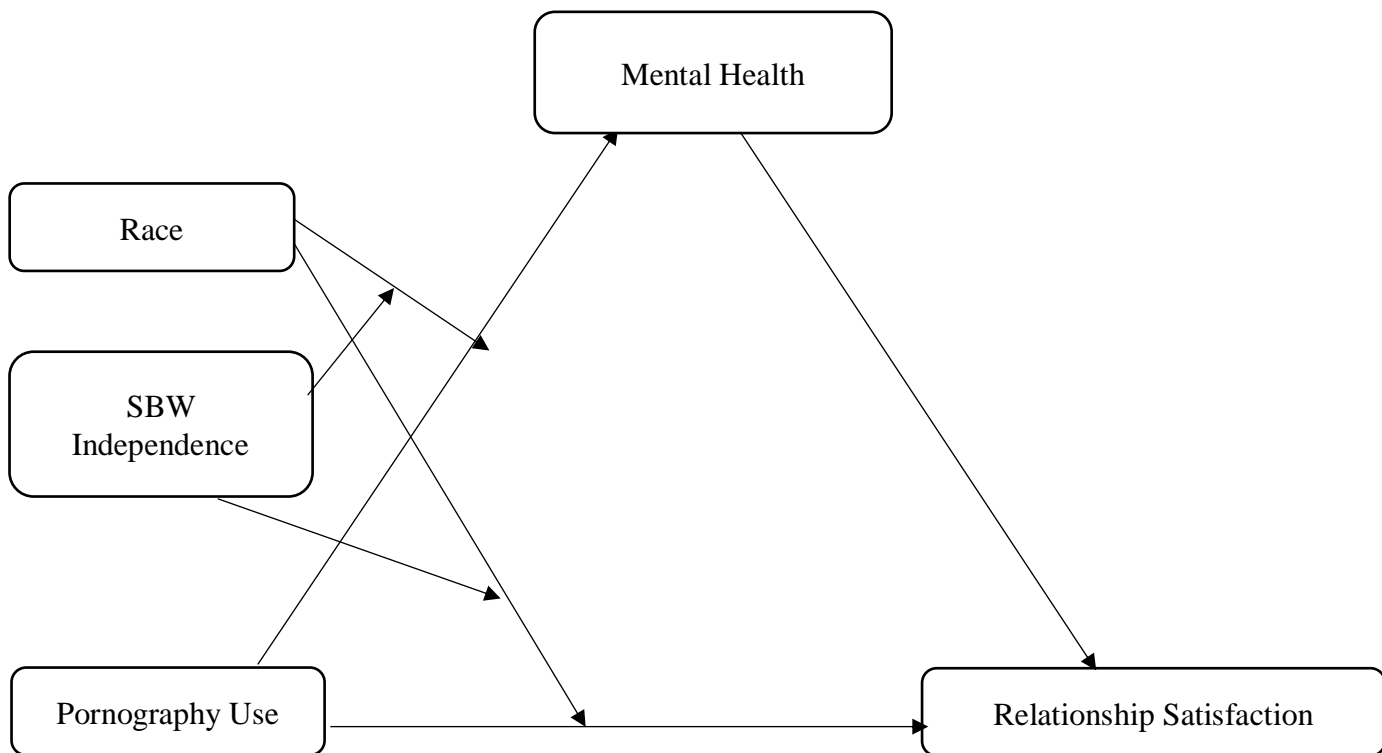 Mental Health
Race
SBW
Independence
Pornography Use
Relationship Satisfaction